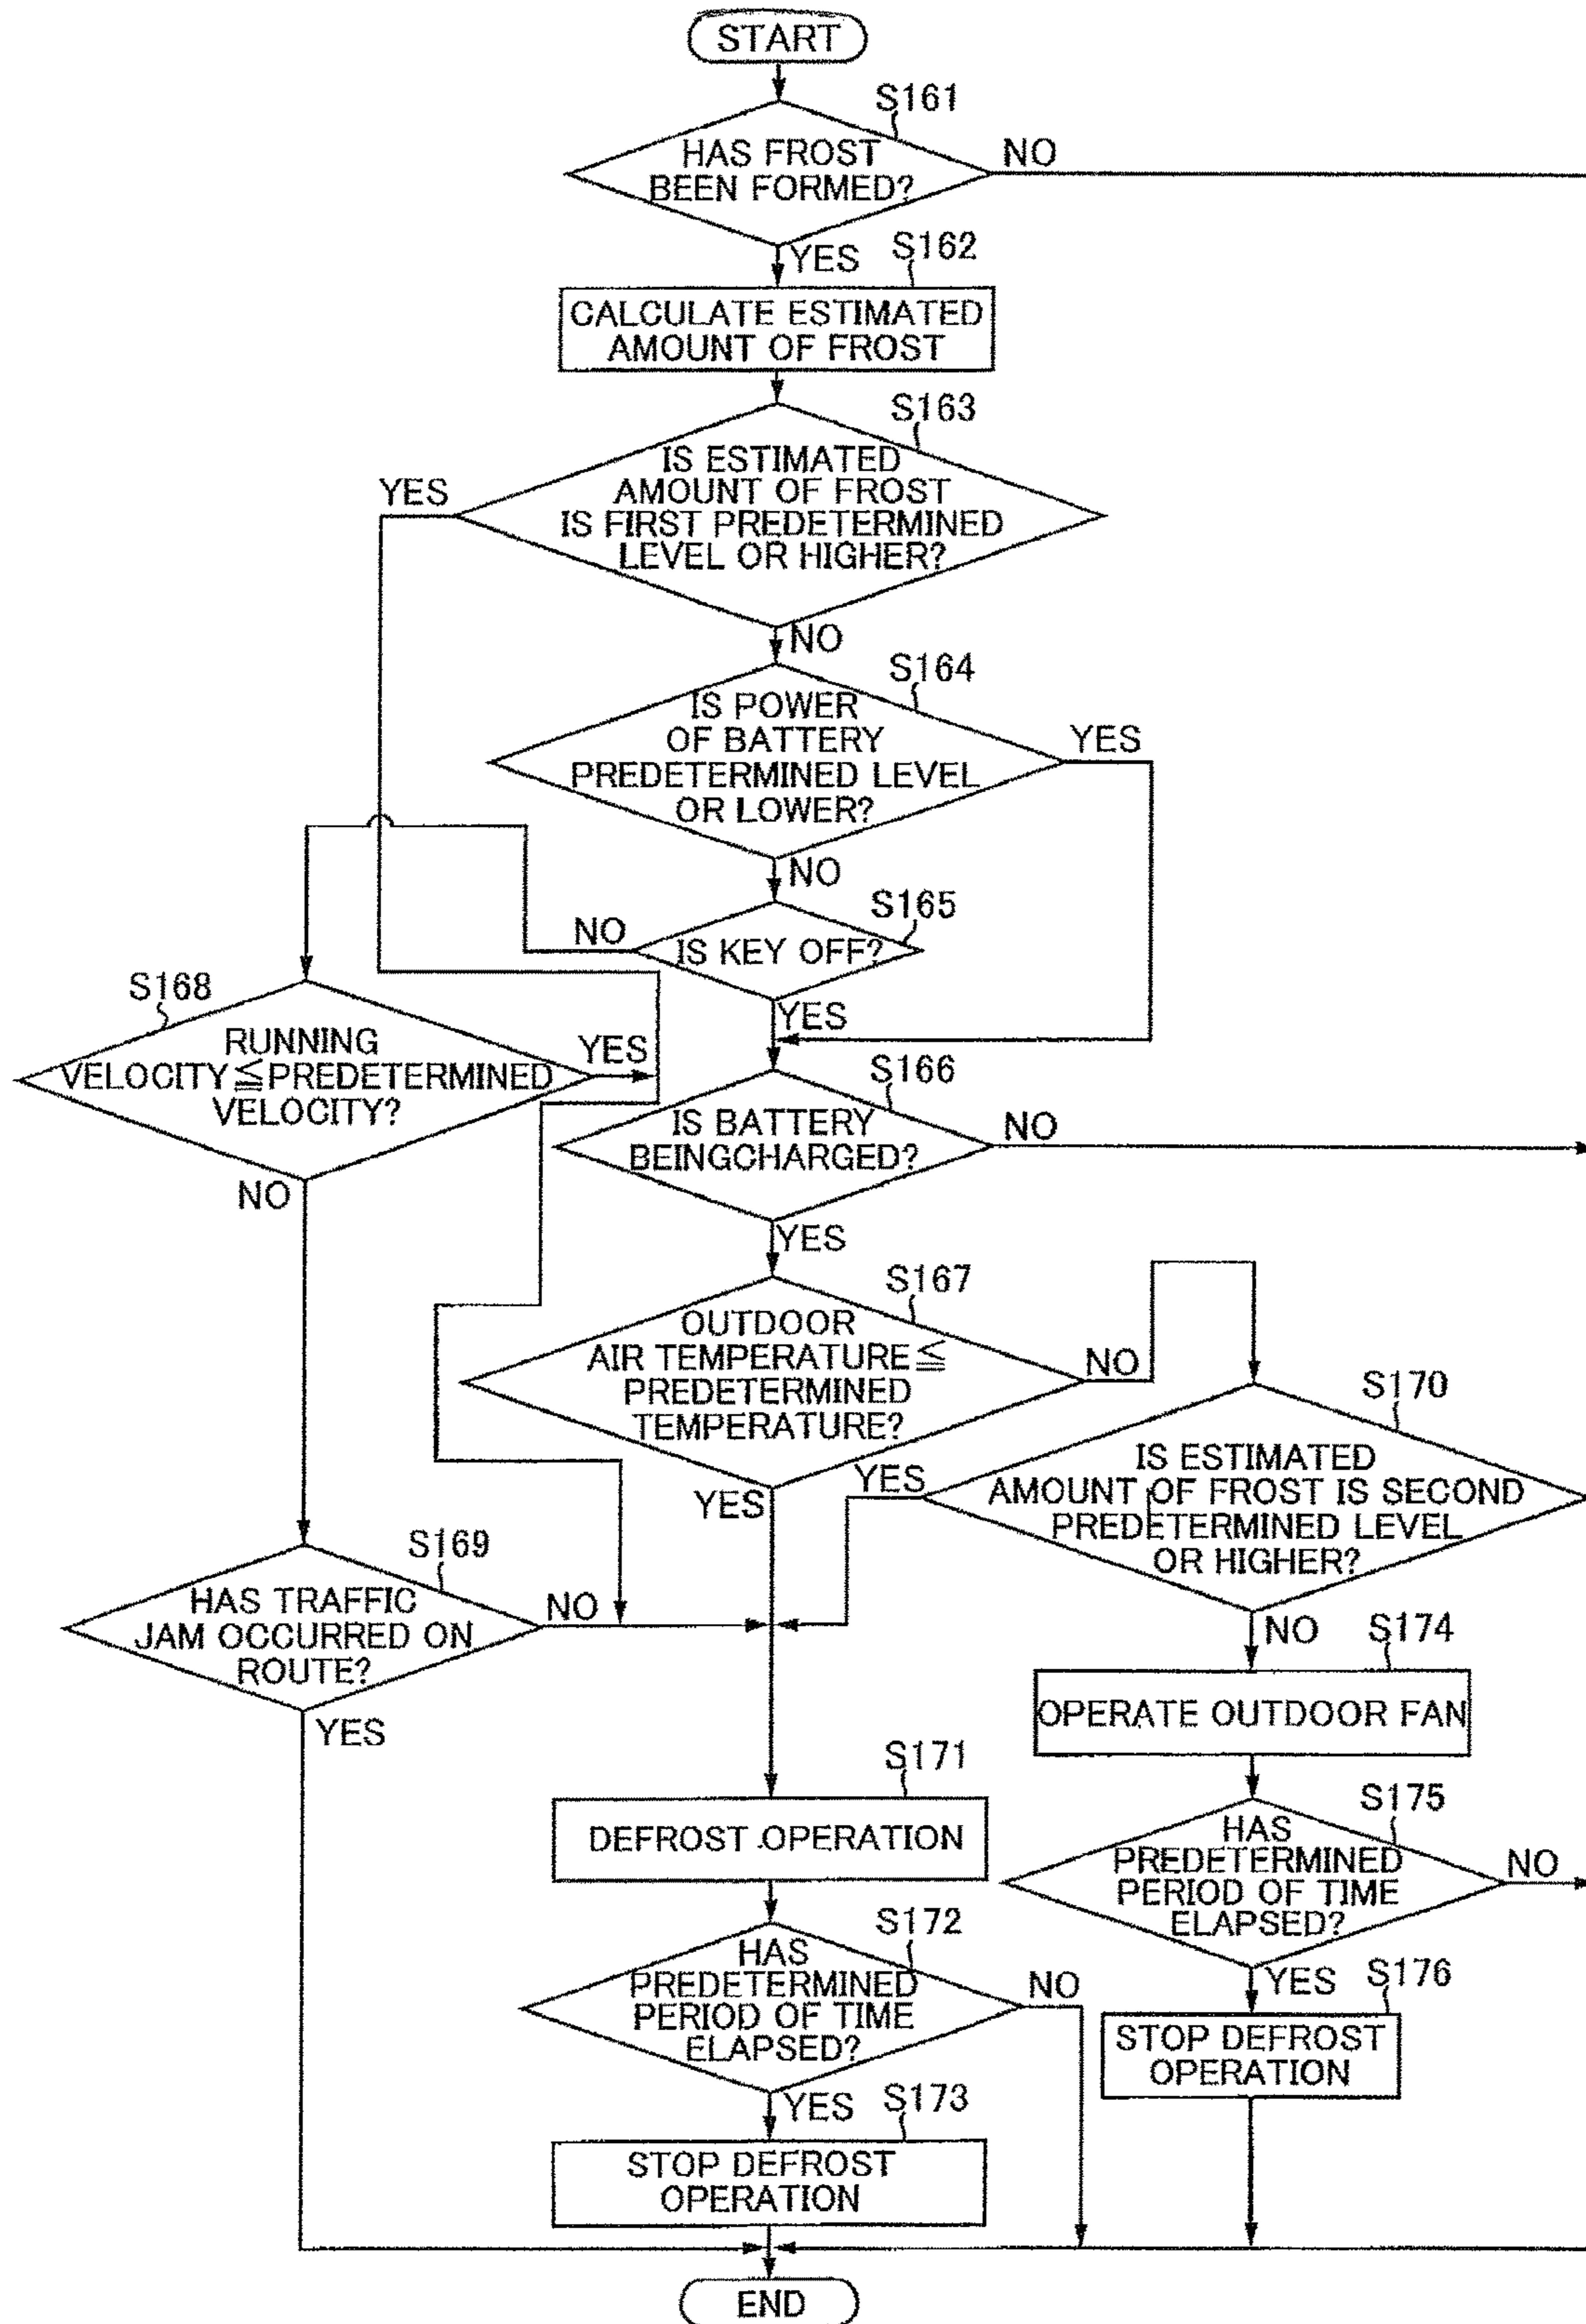 START
S161
HAS FROST
BEEN FORMED?
NO
YES
S162
CALCULATE ESTIMATED
AMOUNT OF FROST
S163
IS ESTIMATED
AMOUNT OF FROST
IS FIRST PREDETERMINED
LEVEL OR HIGHER?
YES
NO
S164
IS POWER
OF BATTERY
PREDETERMINED LEVEL
OR LOWER?
YES
NO
S165
IS KEY OFF?
NO
YES
S168
RUNNING
VELOCITY≦PREDETERMINED
VELOCITY?
YES
NO
S166
IS BATTERY
BEINGCHARGED?
NO
YES
S167
OUTDOOR
AIR TEMPERATURE≦
PREDETERMINED
TEMPERATURE?
NO
YES
S170
IS ESTIMATED
AMOUNT OF FROST IS SECOND
PREDETERMINED LEVEL
OR HIGHER?
YES
NO
S169
HAS TRAFFIC
JAM OCCURRED ON
ROUTE?
NO
YES
S174
OPERATE OUTDOOR FAN
S171
DEFROST OPERATION
S175
HAS
PREDETERMINED
PERIOD OF TIME
ELAPSED?
NO
YES
S172
HAS
PREDETERMINED
PERIOD OF TIME
ELAPSED?
NO
YES
S176
STOP DEFROST
OPERATION
S173
STOP DEFROST
OPERATION
END